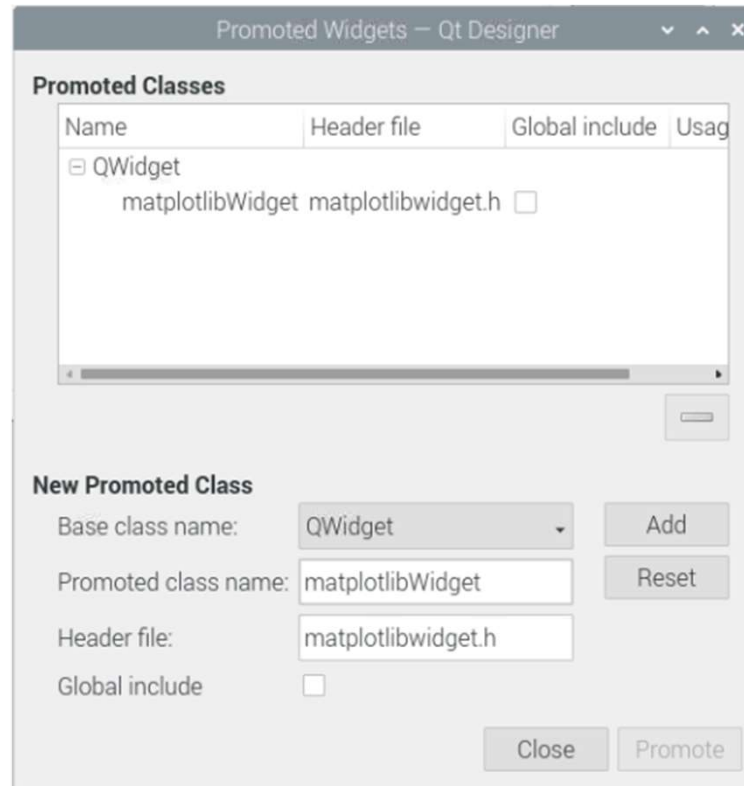 Promoted Widgets — Qt Designer
Promoted Classes
Name Header file Global include Usag
QWidget
matplotlibWidget matplotlibwidget.h
New Promoted Class
Base class name: QWidget Add
Promoted class name: matplotlibWidget Reset
Header file: matplotlibwidget.h
Global include
Close Promote